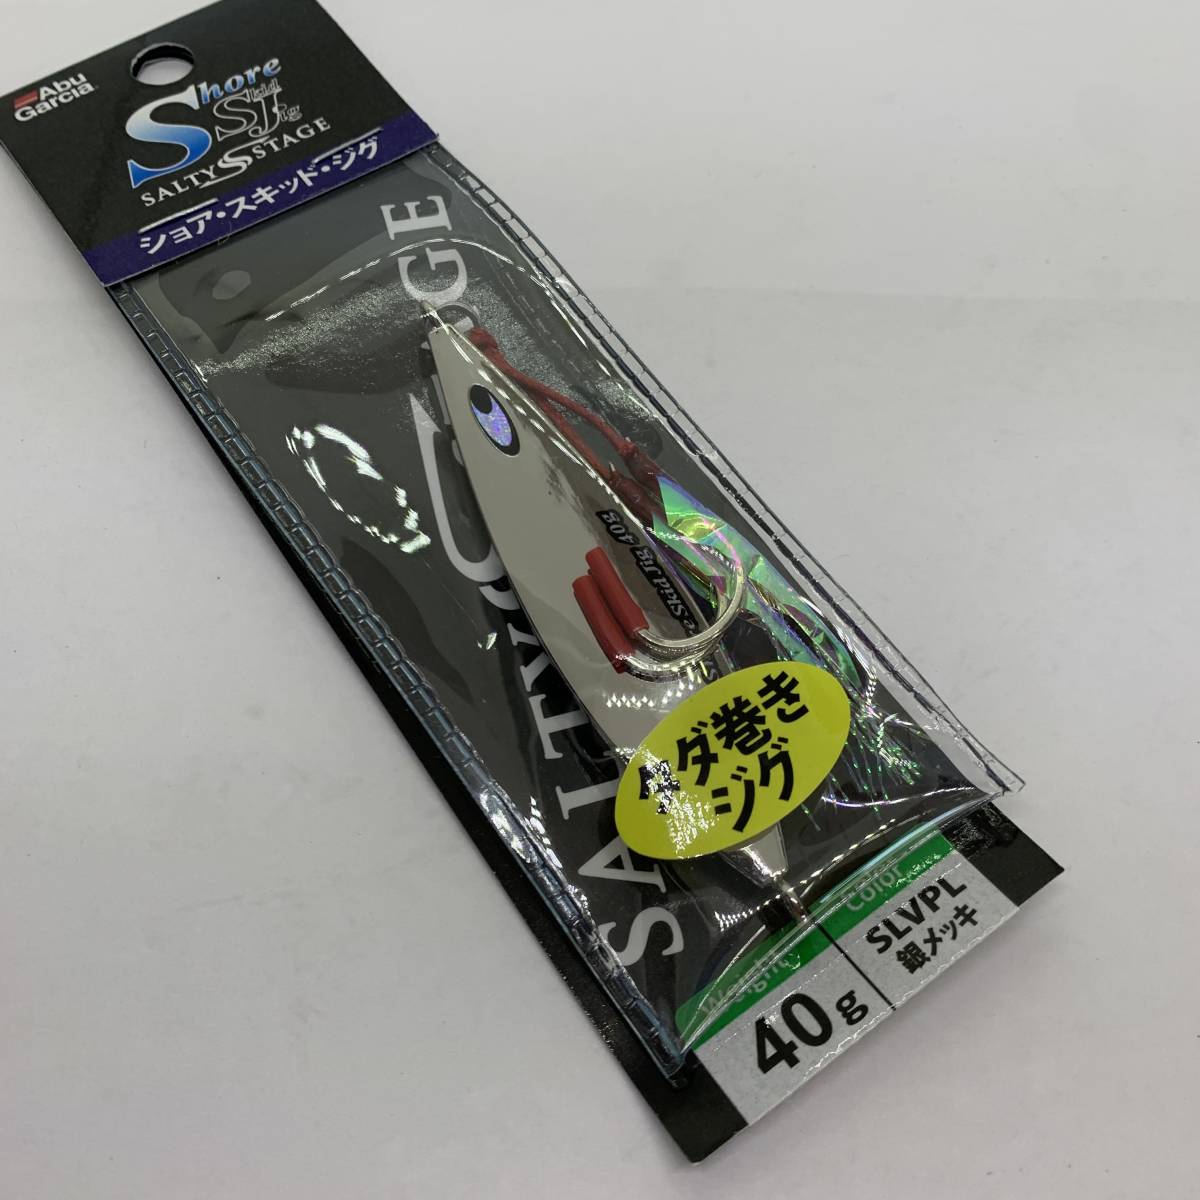 Abu
Garcia
Shore
Skid
Jig
SALTY STAGE
ショア・スキッド・ジグ
SALTY STAGE
Skid Jig 40g
タダ巻き
ジグ
Weight
40g
Color
SLVPL
銀メッキ